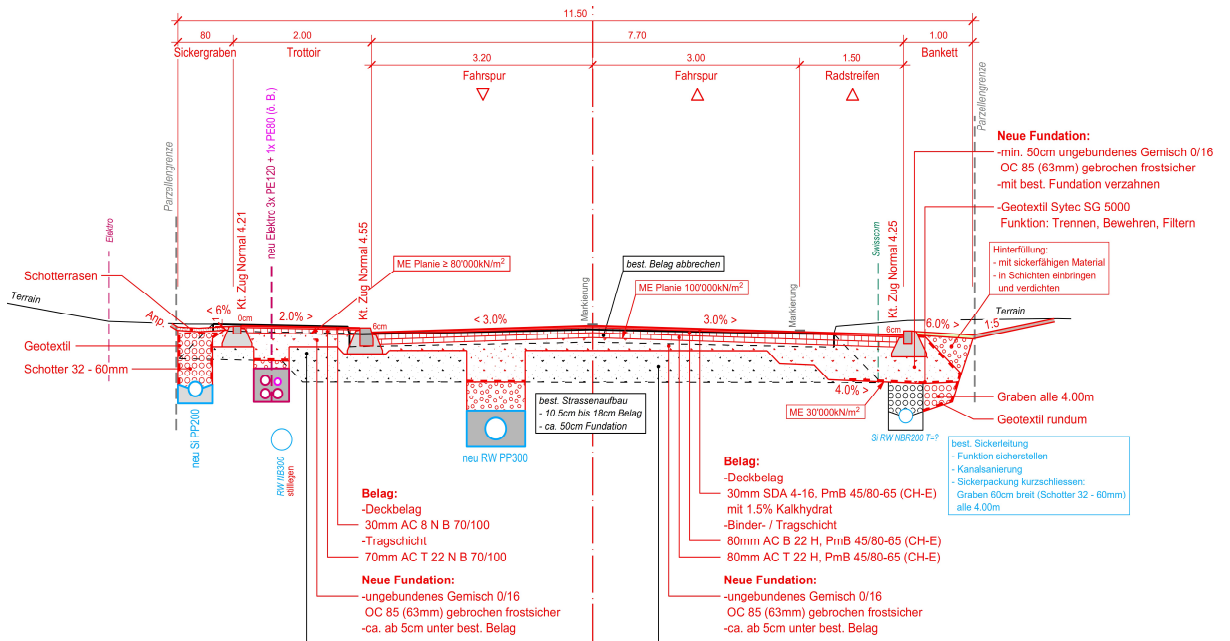 11.50
80
2.00
7.70
1.00
Sickergraben
Trottoir
Bankett
3.20
3.00
1.50
Fahrspur
Fahrspur
Radstreifen
Parzellengrenze
Parzellengrenze
Elektro
neu Elektro 3x PE120 + 1x PE80 (ö. B.)
Kt. Zug Normal 4.21
Kt. Zug Normal 4.55
Swisscom
Kt. Zug Normal 4.25
Neue Fundation:
-min. 50cm ungebundenes Gemisch 0/16
OC 85 (63mm) gebrochen frostsicher
-mit best. Fundation verzahnen
-Geotextil Sytec SG 5000
Funktion: Trennen, Bewehren, Filtern
Hinterfüllung:
- mit sickerfähigen Material
- in Schichten einbringen
und verdichten
ME Planie ≥ 80'000kN/m²
best. Belag abbrechen
ME Planie 100'000kN/m²
Schotterrasen
Terrain
Terrain
Anp.
< 6%
0cm
2.0% >
6cm
< 3.0%
Markierung
3.0% >
Markierung
6cm
6.0% >
1:5
Geotextil
Schotter 32 - 60mm
4.0% >
ME 30'000kN/m²
Graben alle 4.00m
Geotextil rundum
best. Strassenaufbau
- 10.5cm bis 18cm Belag
- ca. 50cm Fundation
neu Si PP200
RW NB300
stilllegen
neu RW PP300
Si RW NBR200 T=?
best. Sickerleitung
- Funktion sicherstellen
- Kanalsanierung
- Sickerpackung kurzschliessen:
Graben 60cm breit (Schotter 32 - 60mm)
alle 4.00m
Belag:
-Deckbelag
30mm AC 8 N B 70/100
-Tragschicht
70mm AC T 22 N B 70/100
Neue Fundation:
-ungebundenes Gemisch 0/16
OC 85 (63mm) gebrochen frostsicher
-ca. ab 5cm unter best. Belag
Belag:
-Deckbelag
30mm SDA 4-16, PmB 45/80-65 (CH-E)
mit 1.5% Kalkhydrat
-Binder- / Tragschicht
80mm AC B 22 H, PmB 45/80-65 (CH-E)
80mm AC T 22 H, PmB 45/80-65 (CH-E)
Neue Fundation:
-ungebundenes Gemisch 0/16
OC 85 (63mm) gebrochen frostsicher
-ca. ab 5cm unter best. Belag